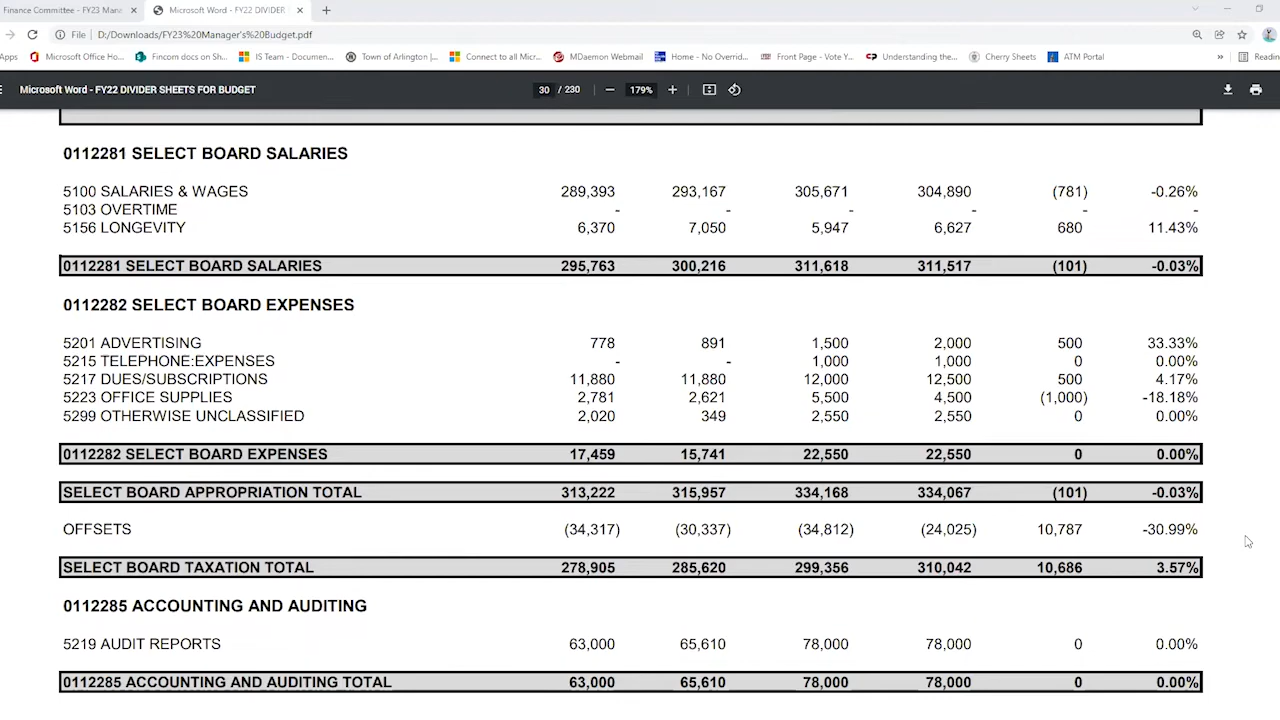 Finance Committee - FY23 Mana
Microsoft Word - FY22 DIVIDER
File D:/Downloads/FY23%20Manager's%20Budget.pdf
Apps Microsoft Office Ho... Fincom docs on Sh... IS Team - Documen... Town of Arlington |... Connect to all Micr... MDaemon Webmail Home - No Overrid... Front Page - Vote Y... Understanding the... Cherry Sheets ATM Portal » Readin
Microsoft Word - FY22 DIVIDER SHEETS FOR BUDGET 30 / 230 − 179% +
0112281 SELECT BOARD SALARIES
5100 SALARIES & WAGES 289,393 293,167 305,671 304,890 (781) -0.26%
5103 OVERTIME - - - - - -
5156 LONGEVITY 6,370 7,050 5,947 6,627 680 11.43%
0112281 SELECT BOARD SALARIES 295,763 300,216 311,618 311,517 (101) -0.03%
0112282 SELECT BOARD EXPENSES
5201 ADVERTISING 778 891 1,500 2,000 500 33.33%
5215 TELEPHONE:EXPENSES - - 1,000 1,000 0 0.00%
5217 DUES/SUBSCRIPTIONS 11,880 11,880 12,000 12,500 500 4.17%
5223 OFFICE SUPPLIES 2,781 2,621 5,500 4,500 (1,000) -18.18%
5299 OTHERWISE UNCLASSIFIED 2,020 349 2,550 2,550 0 0.00%
0112282 SELECT BOARD EXPENSES 17,459 15,741 22,550 22,550 0 0.00%
SELECT BOARD APPROPRIATION TOTAL 313,222 315,957 334,168 334,067 (101) -0.03%
OFFSETS (34,317) (30,337) (34,812) (24,025) 10,787 -30.99%
SELECT BOARD TAXATION TOTAL 278,905 285,620 299,356 310,042 10,686 3.57%
0112285 ACCOUNTING AND AUDITING
5219 AUDIT REPORTS 63,000 65,610 78,000 78,000 0 0.00%
0112285 ACCOUNTING AND AUDITING TOTAL 63,000 65,610 78,000 78,000 0 0.00%